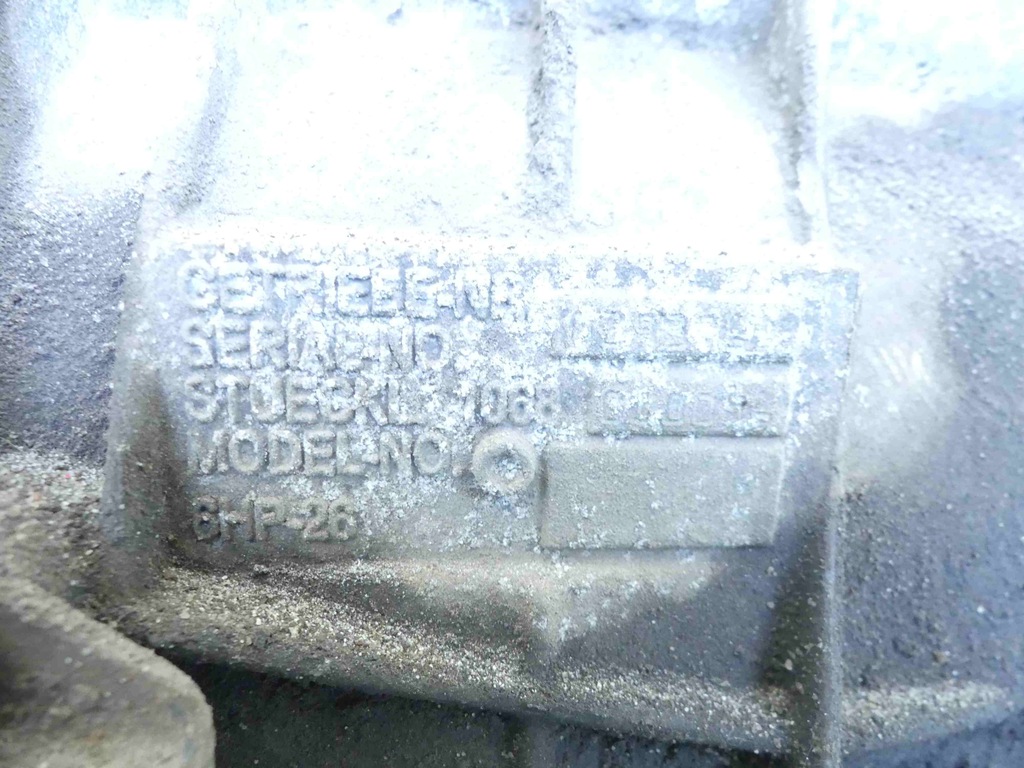 GETRIEBE-NR
SERIAL-NO
STUECKL. 1068
MODEL-NO
6HP-26